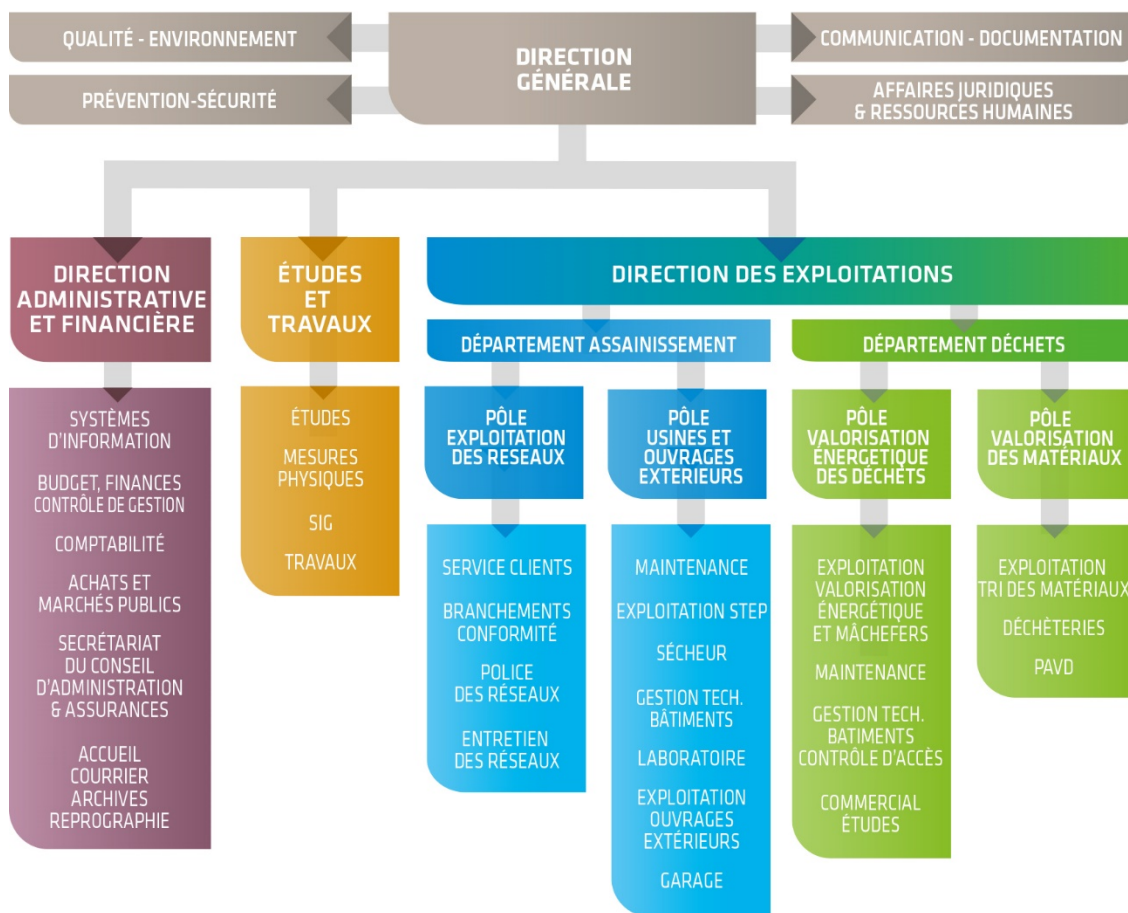 QUALITÉ - ENVIRONNEMENT
PRÉVENTION-SÉCURITÉ
DIRECTION
GÉNÉRALE
COMMUNICATION - DOCUMENTATION
AFFAIRES JURIDIQUES
& RESSOURCES HUMAINES
DIRECTION
ADMINISTRATIVE
ET FINANCIÈRE
SYSTÈMES
D'INFORMATION
BUDGET, FINANCES
CONTRÔLE DE GESTION
COMPTABILITÉ
ACHATS ET
MARCHÉS PUBLICS
SECRÉTARIAT
DU CONSEIL
D'ADMINISTRATION
& ASSURANCES
ACCUEIL
COURRIER
ARCHIVES
REPROGRAPHIE
ÉTUDES
ET
TRAVAUX
ÉTUDES
MESURES
PHYSIQUES
SIG
TRAVAUX
DIRECTION DES EXPLOITATIONS
DÉPARTEMENT ASSAINISSEMENT
PÔLE
EXPLOITATION
DES RESEAUX
SERVICE CLIENTS
BRANCHEMENTS
CONFORMITÉ
POLICE
DES RÉSEAUX
ENTRETIEN
DES RÉSEAUX
PÔLE
USINES ET
OUVRAGES
EXTERIEURS
MAINTENANCE
EXPLOITATION STEP
SÉCHEUR
GESTION TECH.
BÂTIMENTS
LABORATOIRE
EXPLOITATION
OUVRAGES
EXTÉRIEURS
GARAGE
DÉPARTEMENT DÉCHETS
PÔLE
VALORISATION
ÉNERGETIQUE
DES DÉCHETS
EXPLOITATION
VALORISATION
ÉNERGÉTIQUE
ET MÂCHEFERS
MAINTENANCE
GESTION TECH.
BATIMENTS
CONTRÔLE D'ACCÈS
COMMERCIAL
ÉTUDES
PÔLE
VALORISATION
DES MATÉRIAUX
EXPLOITATION
TRI DES MATÉRIAUX
DÉCHÈTERIES
PAVD